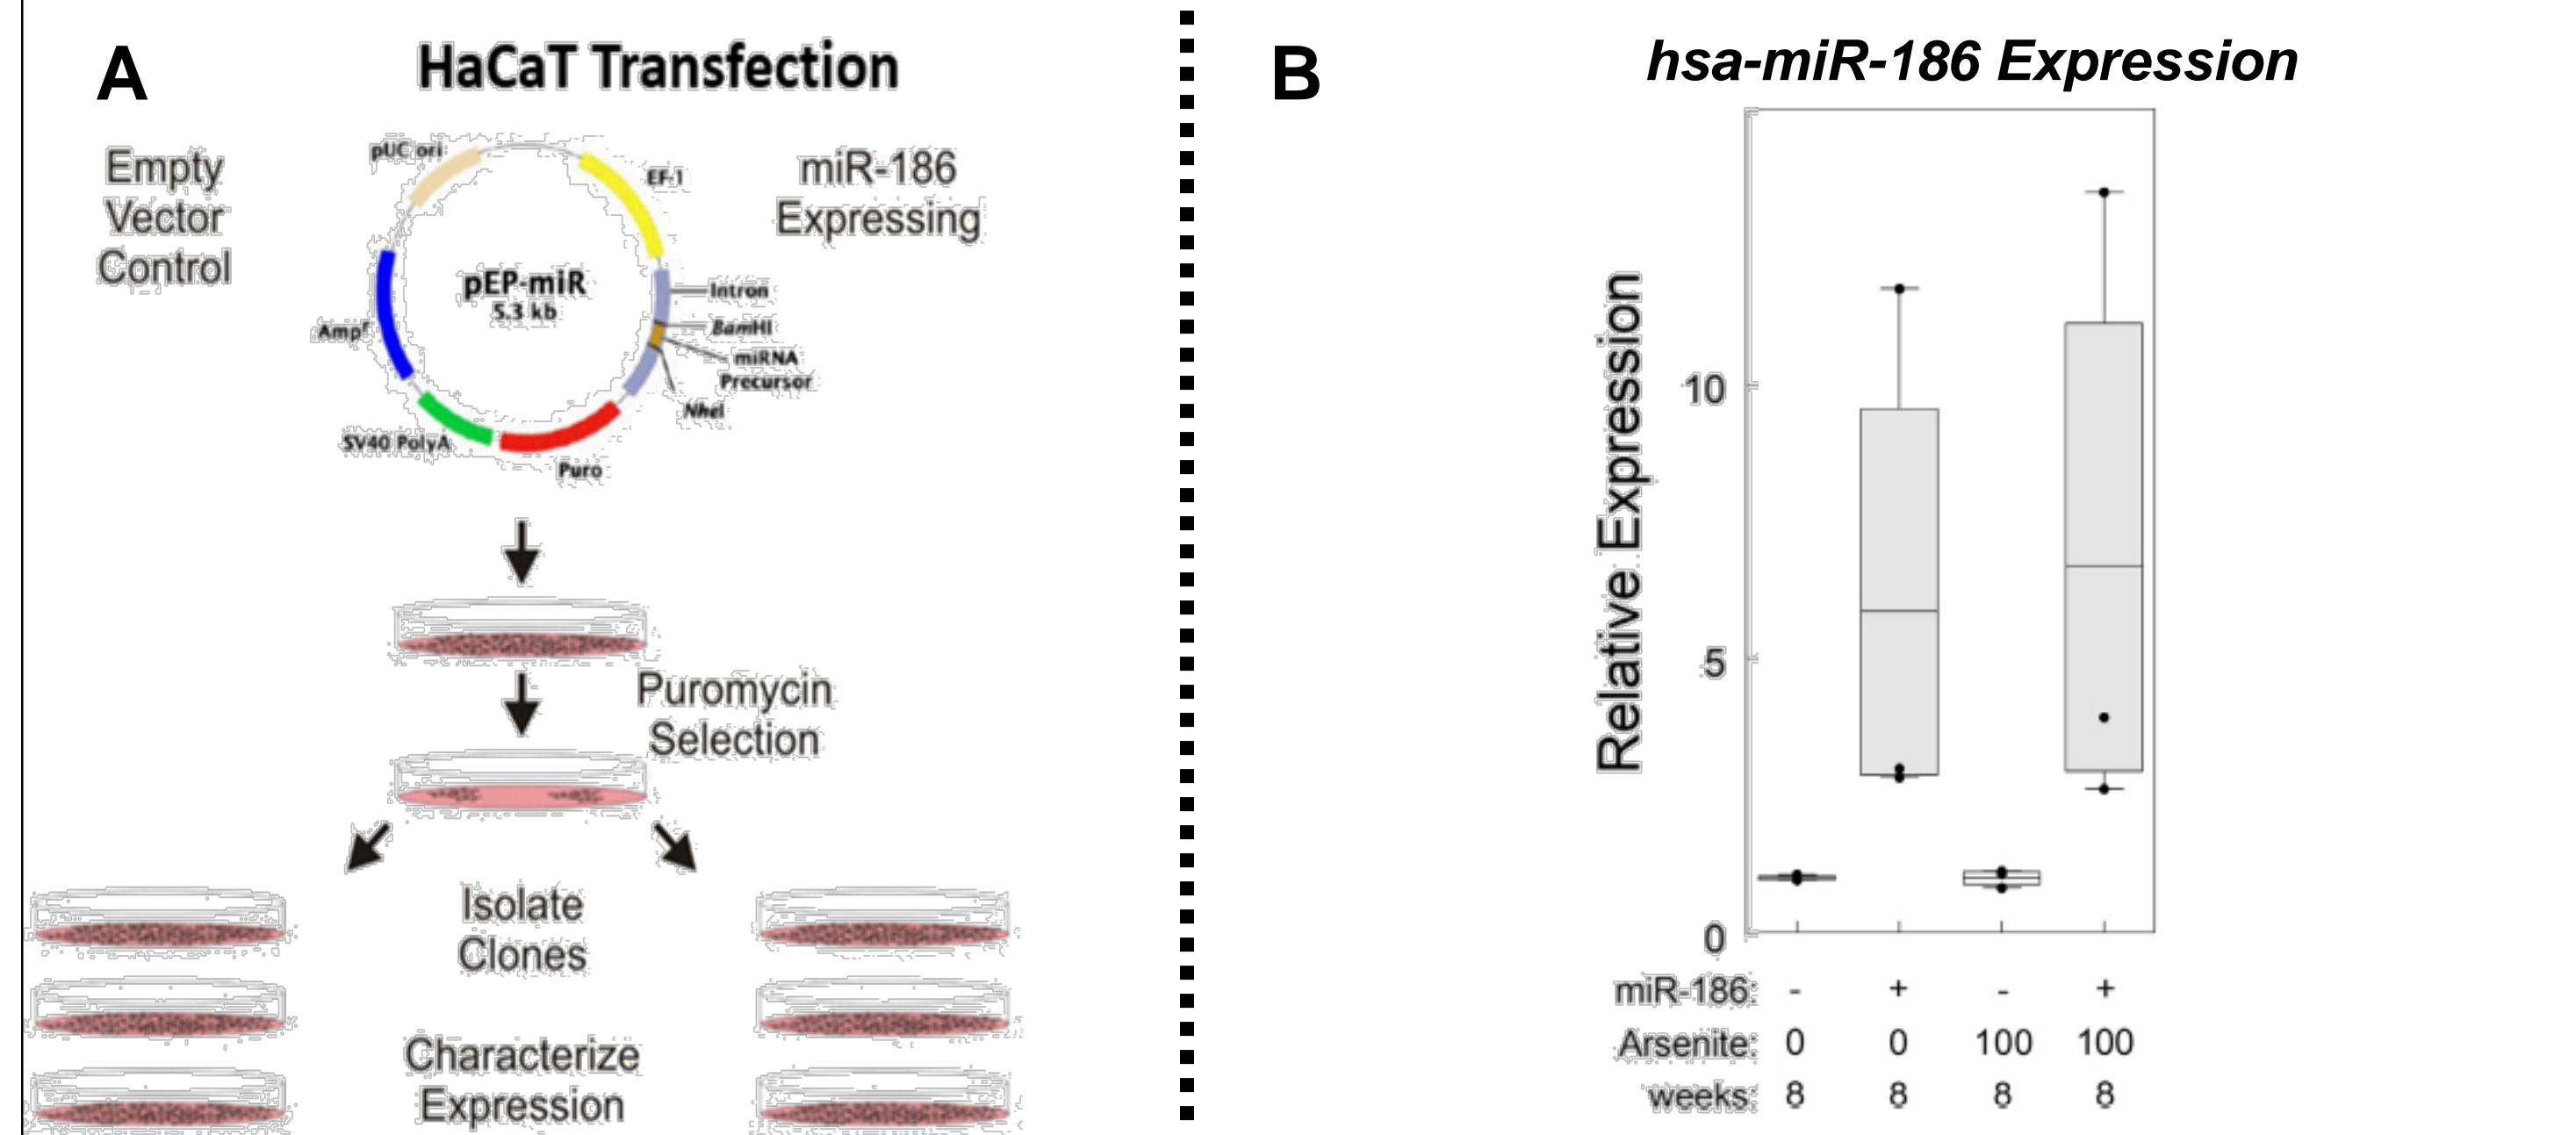 A
HaCaT Transfection
Empty
Vector
Control
miR-186
Expressing
pUC ori
EF-1
pEP-miR
5.3 kb
Intron
BamHI
miRNA
Precursor
NheI
Amp^r
SV40 PolyA
Puro
Puromycin
Selection
Isolate
Clones
Characterize
Expression
B
hsa-miR-186 Expression
Relative Expression
10
5
0
miR-186: - + - +
Arsenite: 0 0 100 100
weeks: 8 8 8 8